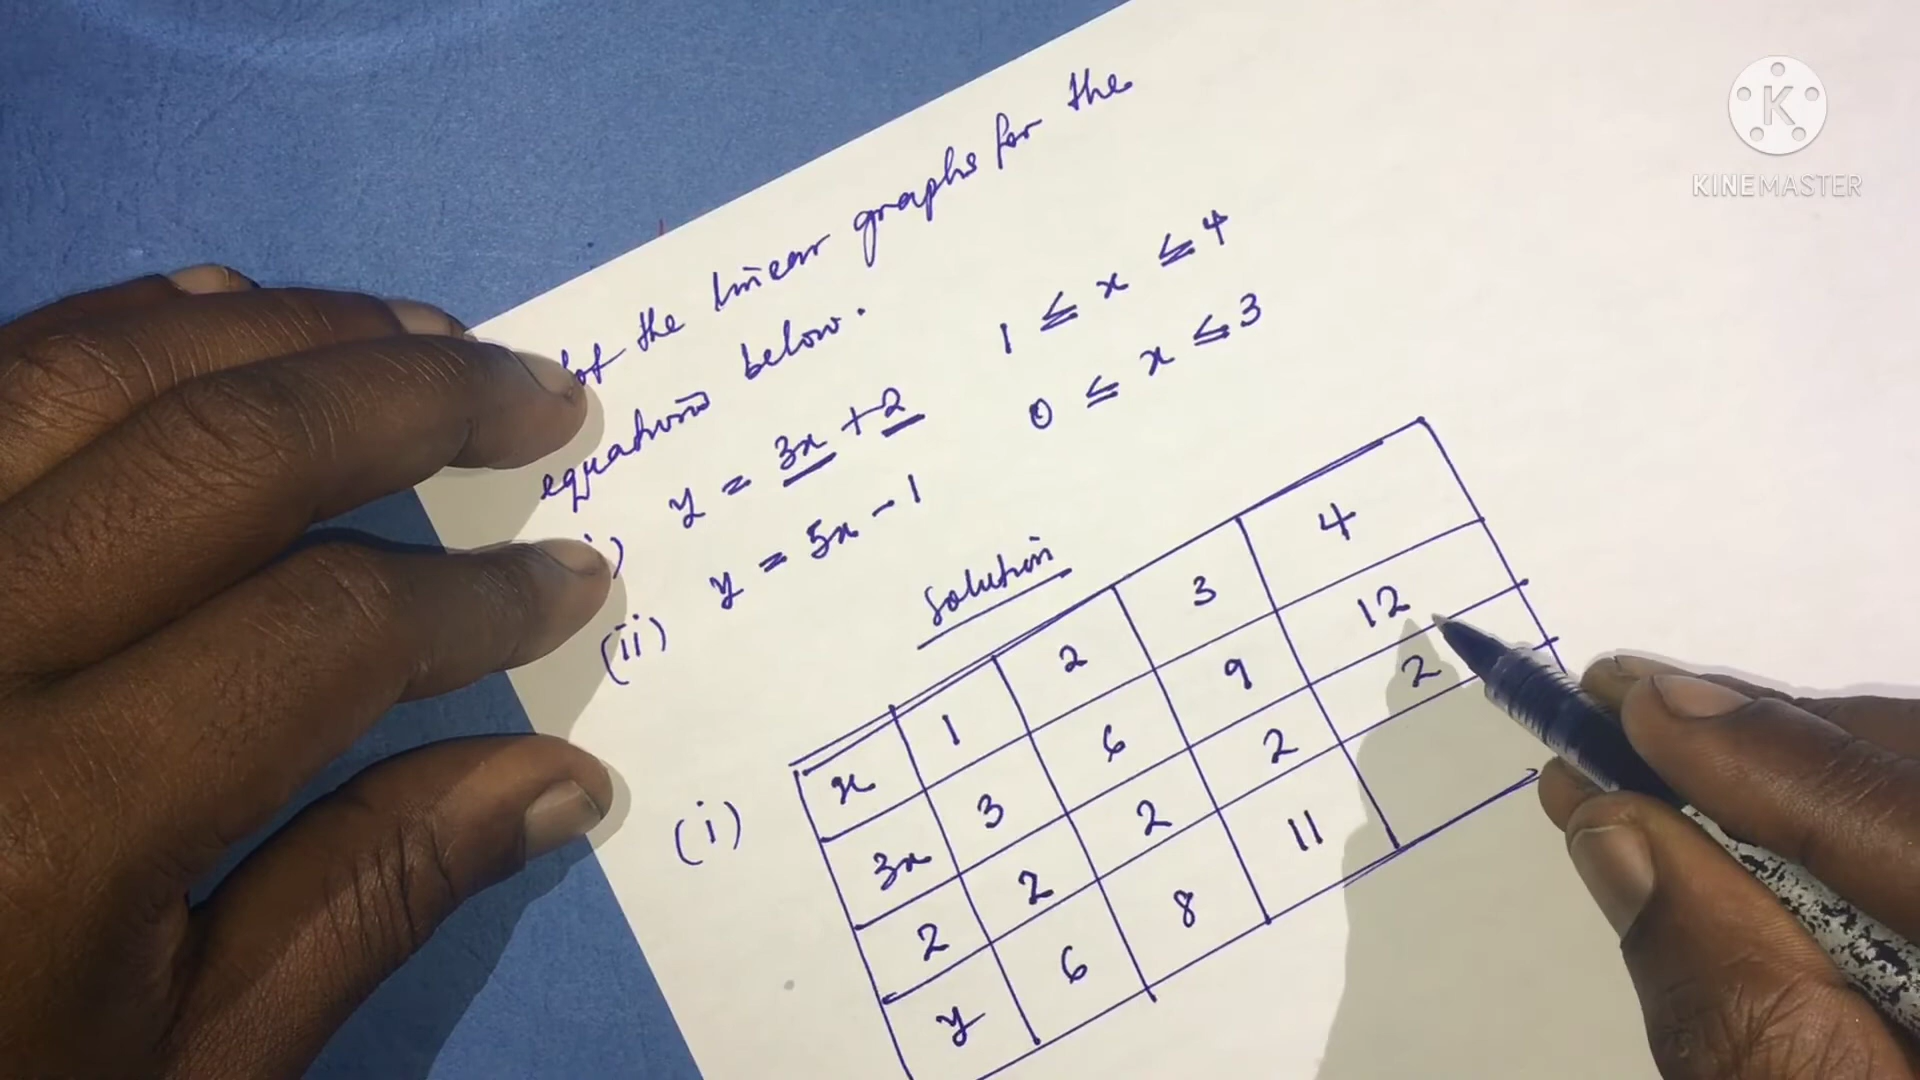 lot the linear graphs for the
equations below.
i) y = 3x + 2 1 ≤ x ≤ 4
(ii) y = 5x - 1 0 ≤ x ≤ 3
Solution
(i)
x 1 2 3 4
3x 3 6 9 12
2 2 2 2 2
y 6 8 11
K
KINEMASTER